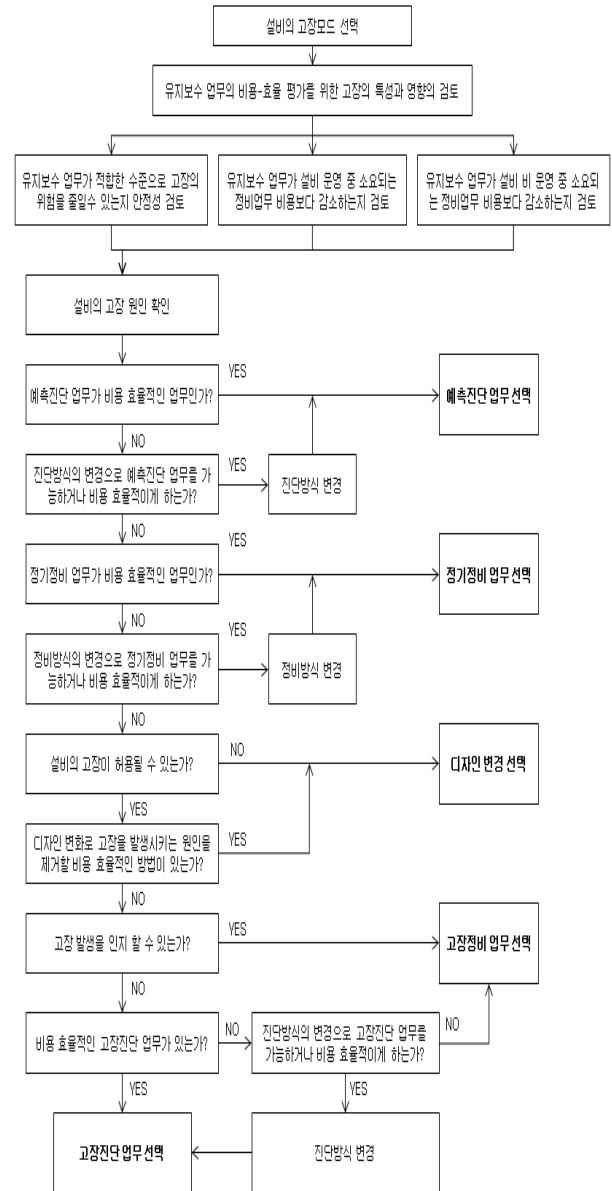 설비의 고장모드 선택
유지보수 업무의 비용-효율 평가를 위한 고장의 특성과 영향의 검토
유지보수 업무가 적합한 수준으로 고장의
위험을 줄일수 있는지 안정성 검토
유지보수 업무가 설비 운영 중 소요되는
정비업무 비용보다 감소하는지 검토
유지보수 업무가 설비 비 운영 중 소요되
는 정비업무 비용보다 감소하는지 검토
설비의 고장 원인 확인
예측진단 업무가 비용 효율적인 업무인가?
YES
예측진단 업무 선택
NO
진단방식의 변경으로 예측진단 업무를 가
능하거나 비용 효율적이게 하는가?
YES
진단방식 변경
NO
정기정비 업무가 비용 효율적인 업무인가?
YES
정기정비 업무 선택
NO
정비방식의 변경으로 정기정비 업무를 가
능하거나 비용 효율적이게 하는가?
YES
정비방식 변경
NO
설비의 고장이 허용될 수 있는가?
NO
디자인 변경 선택
YES
디자인 변화로 고장을 발생시키는 원인을
제거할 비용 효율적인 방법이 있는가?
YES
NO
고장 발생을 인지 할 수 있는가?
YES
고장정비 업무 선택
NO
비용 효율적인 고장진단 업무가 있는가?
NO
진단방식의 변경으로 고장진단 업무를
가능하거나 비용 효율적이게 하는가?
NO
YES
YES
고장진단 업무 선택
진단방식 변경